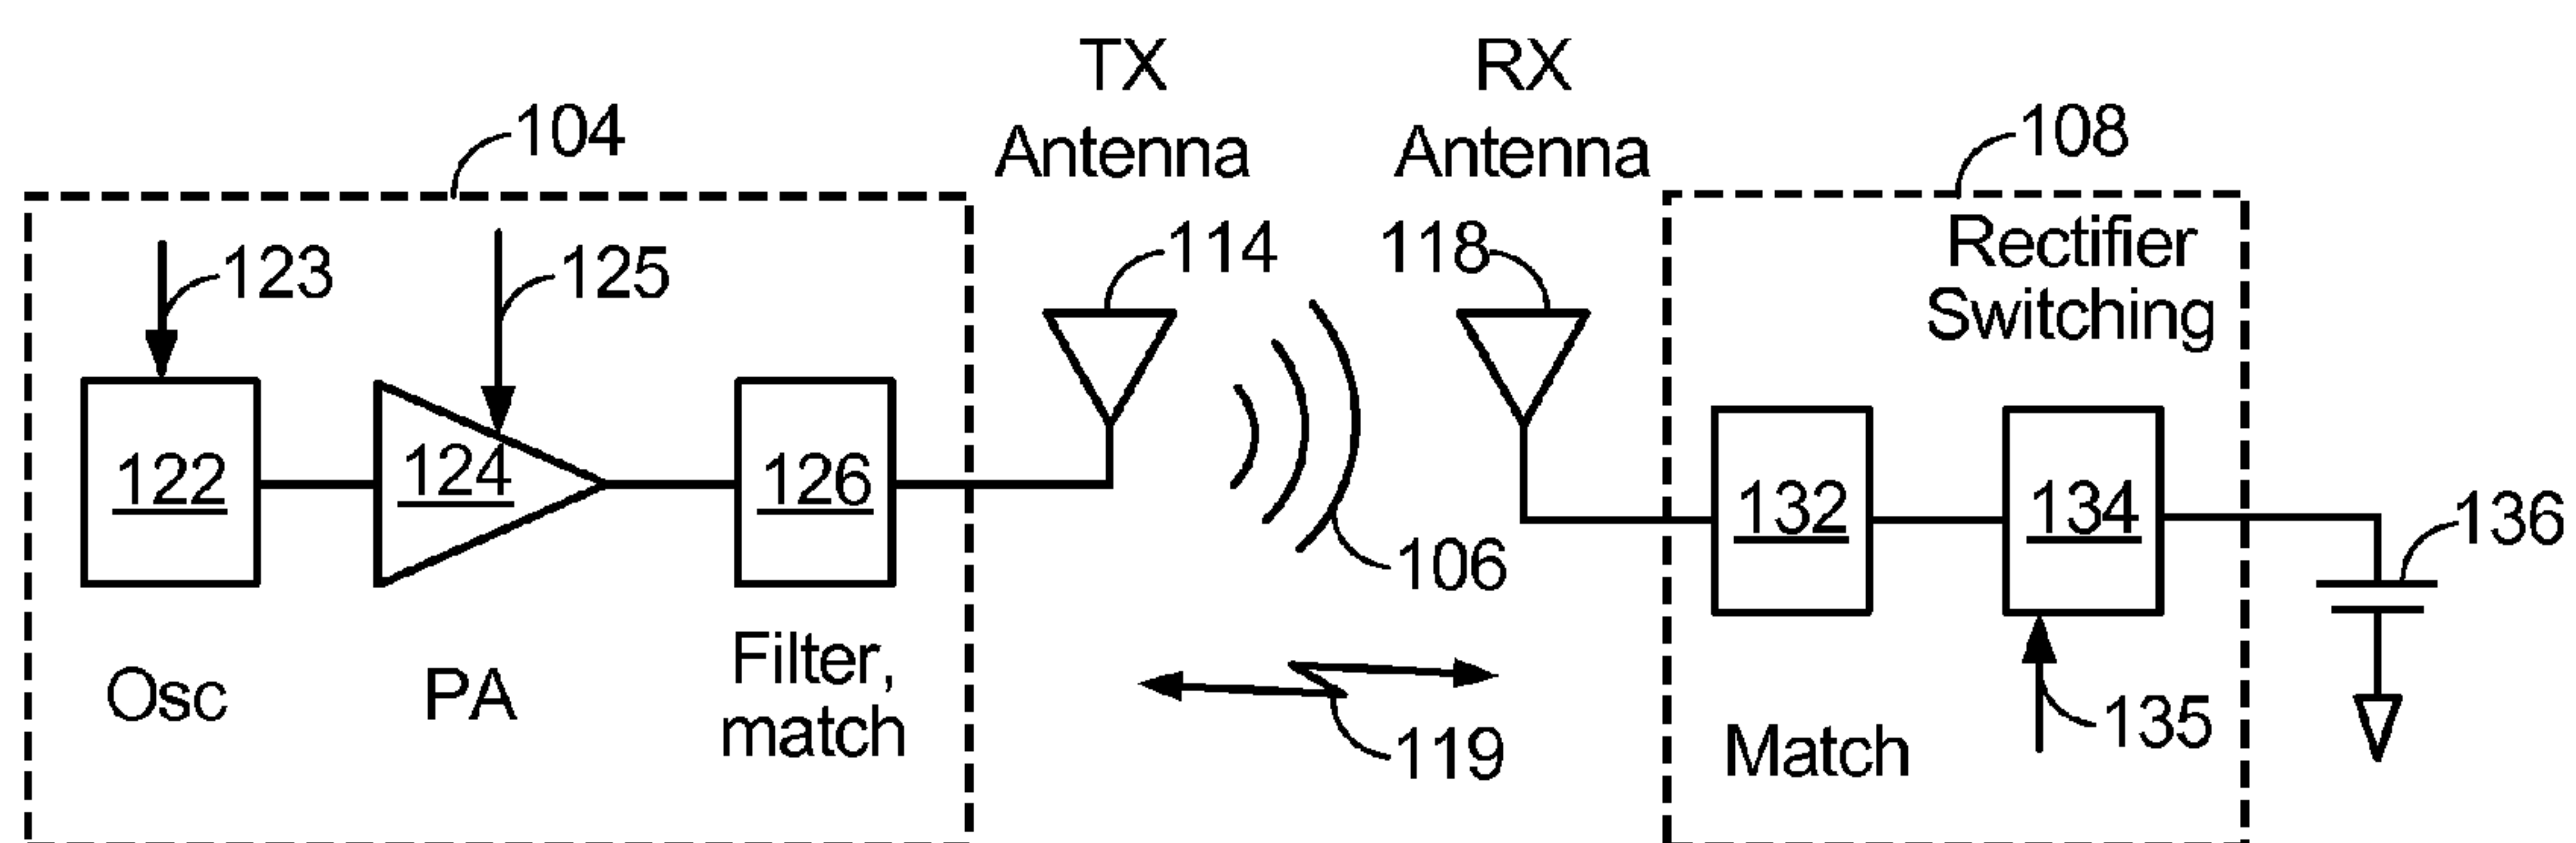 TX
Antenna
RX
Antenna
104
108
123
125
114
118
Rectifier
Switching
122
124
126
106
132
134
136
Osc
PA
Filter,
match
119
Match
135